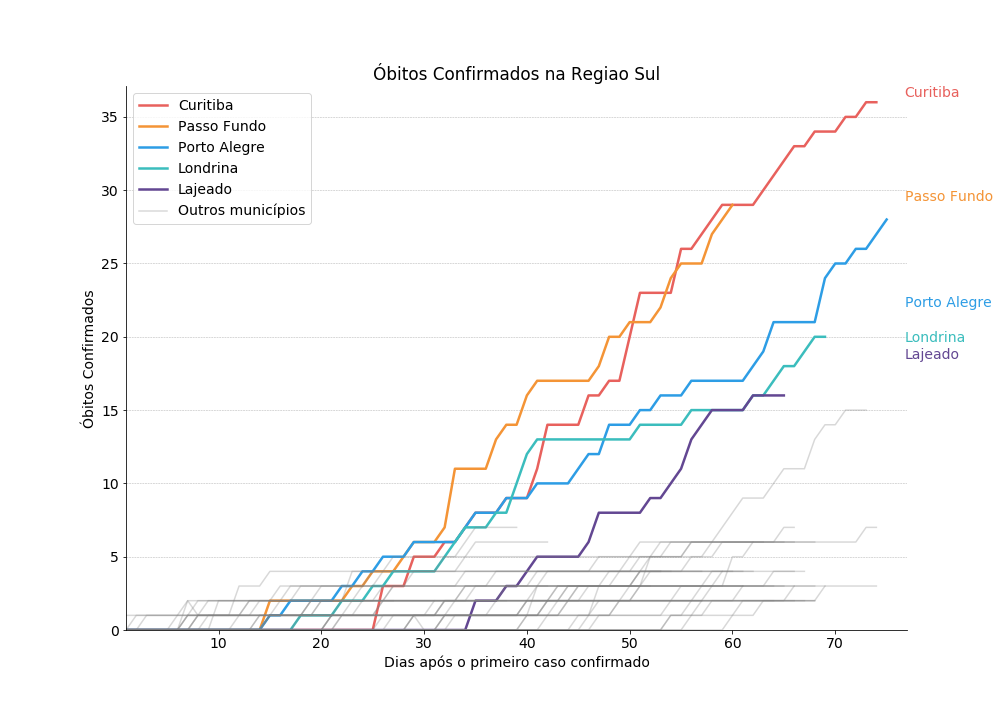 Óbitos Confirmados na Regiao Sul
Curitiba
Passo Fundo
Porto Alegre
Londrina
Lajeado
Outros municípios
Curitiba
Passo Fundo
Porto Alegre
Londrina
Lajeado
Óbitos Confirmados
35
30
25
20
15
10
5
0
10
20
30
40
50
60
70
Dias após o primeiro caso confirmado